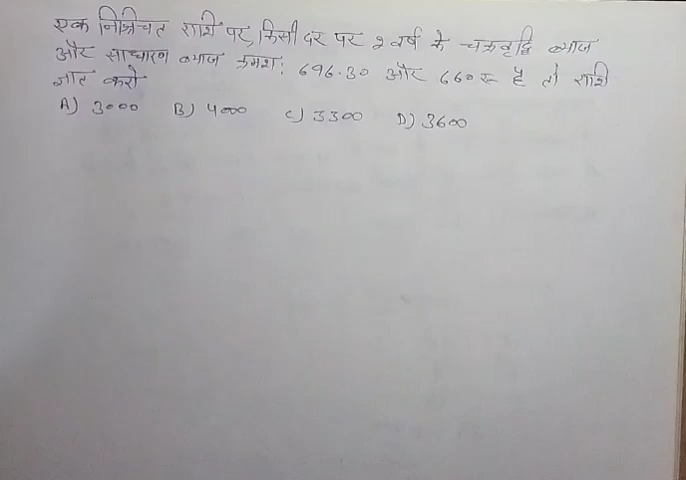 एक निश्चित राशि पर, किसी दर पर 2 वर्ष के चक्रवृद्धि ब्याज
और साधारण ब्याज क्रमश: 696.30 और 660 रू है तो राशि
ज्ञात करो
A) 3000 B) 4000 C) 3300 D) 3600